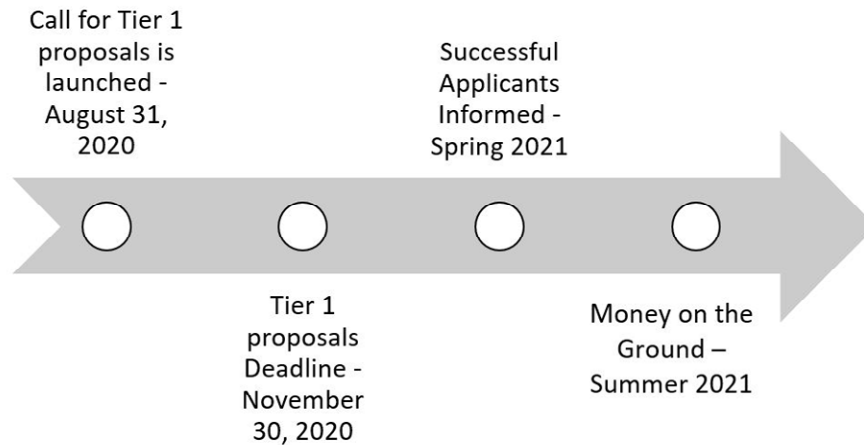 Call for Tier 1
proposals is
launched -
August 31,
2020
Tier 1
proposals
Deadline -
November
30, 2020
Successful
Applicants
Informed -
Spring 2021
Money on the
Ground –
Summer 2021